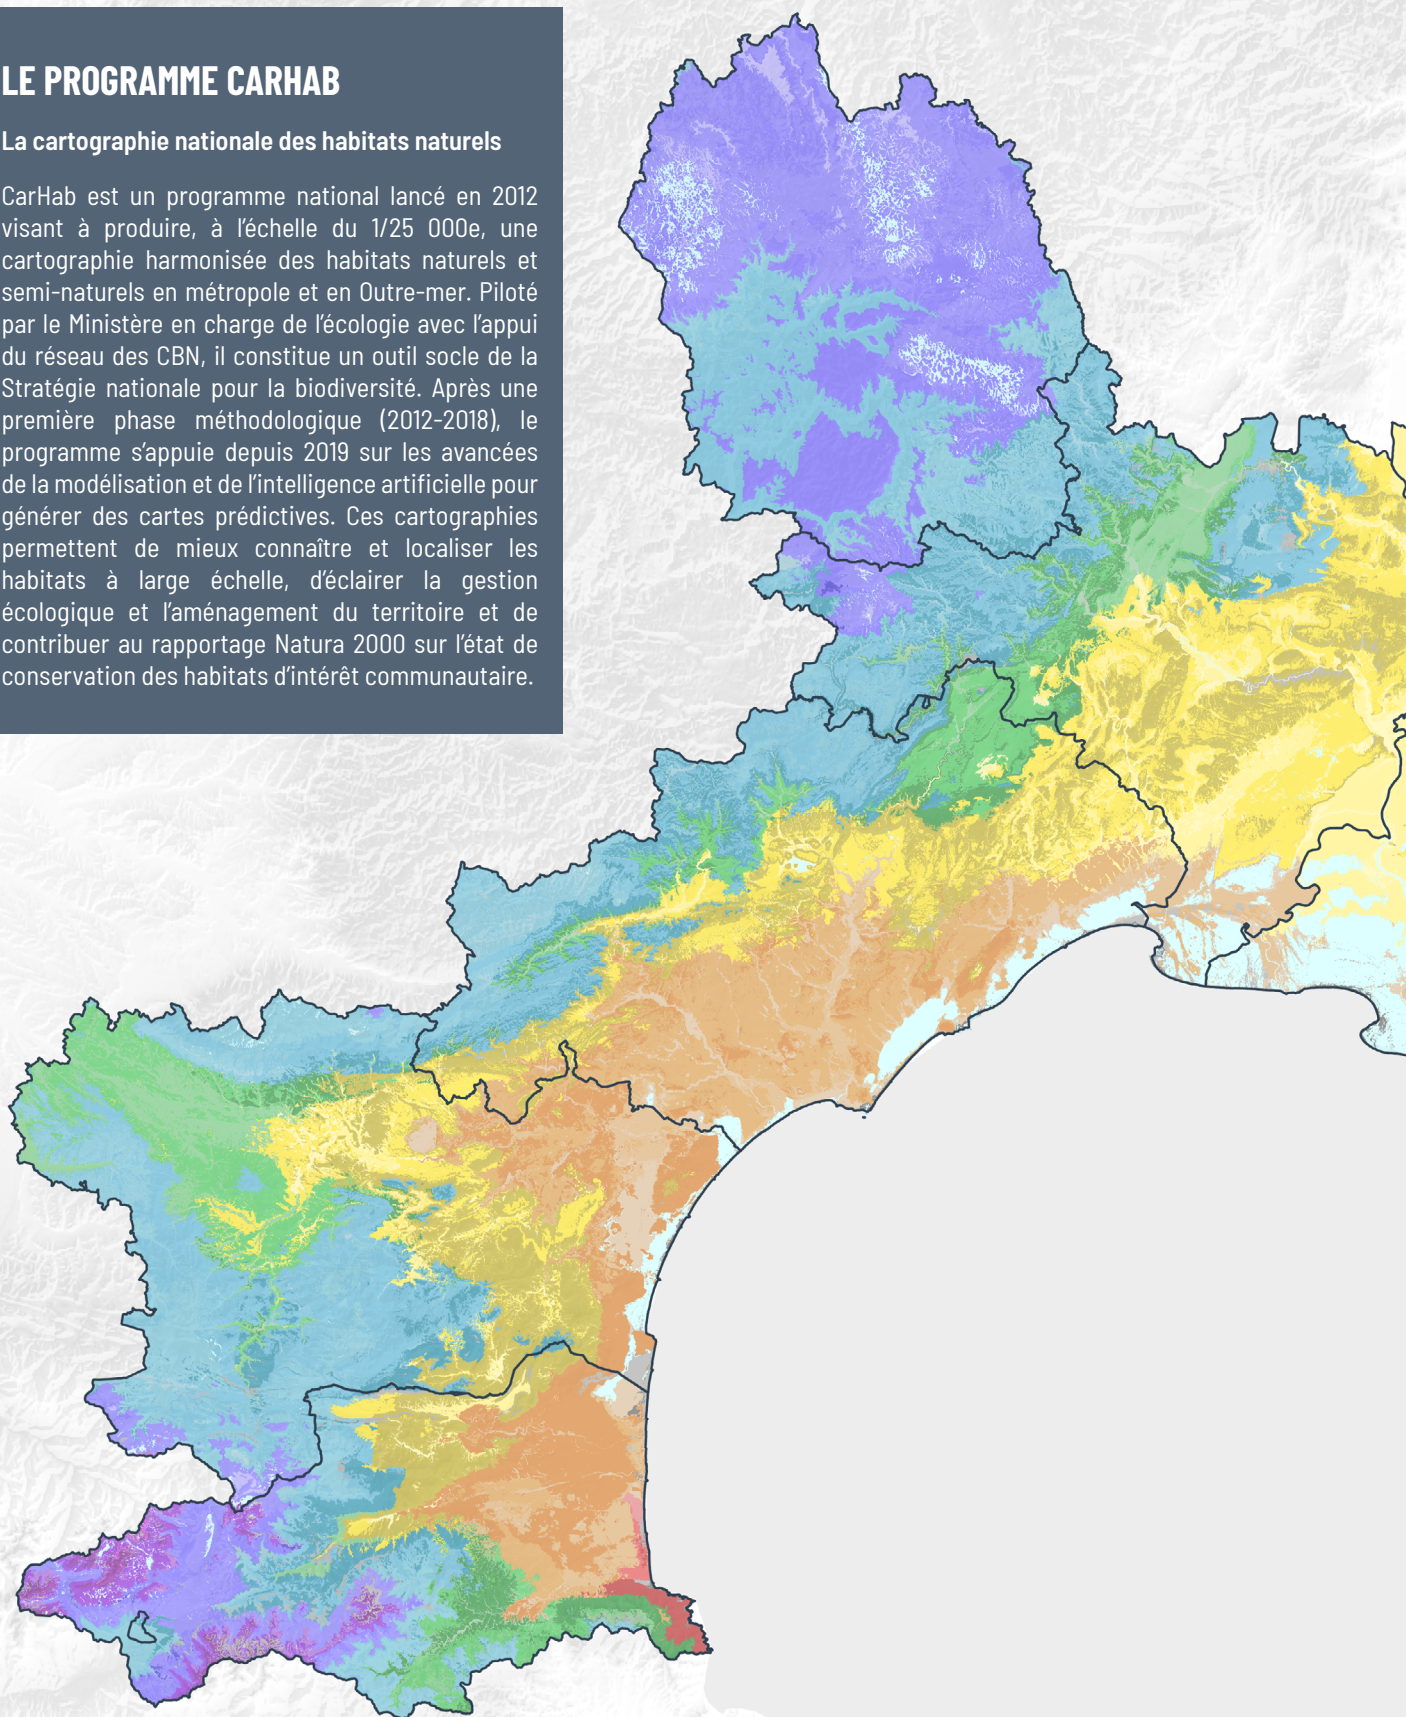 LE PROGRAMME CARHAB
La cartographie nationale des habitats naturels
CarHab est un programme national lancé en 2012
visant à produire, à l’échelle du 1/25 000e, une
cartographie harmonisée des habitats naturels et
semi-naturels en métropole et en Outre-mer. Piloté
par le Ministère en charge de l’écologie avec l’appui
du réseau des CBN, il constitue un outil socle de la
Stratégie nationale pour la biodiversité. Après une
première phase méthodologique (2012-2018), le
programme s’appuie depuis 2019 sur les avancées
de la modélisation et de l’intelligence artificielle pour
générer des cartes prédictives. Ces cartographies
permettent de mieux connaître et localiser les
habitats à large échelle, d’éclairer la gestion
écologique et l’aménagement du territoire et de
contribuer au rapportage Natura 2000 sur l’état de
conservation des habitats d’intérêt communautaire.